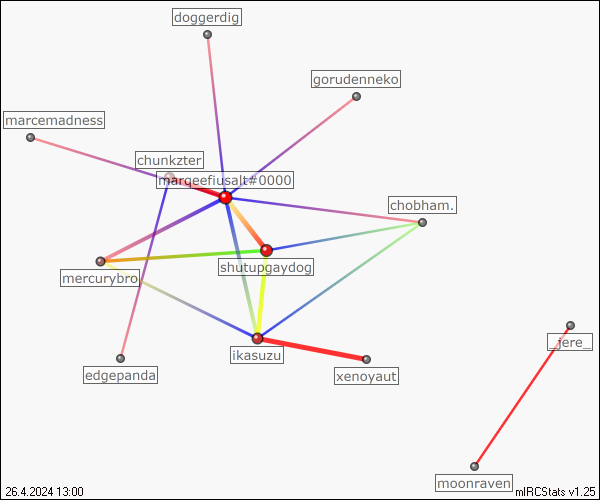 doggerdig
gorudenneko
marcemadness
chunkzter
marqeefiusalt#0000
chobham.
shutupgaydog
mercurybro
_jere_
ikasuzu
edgepanda
xenoyaut
moonraven
26.4.2024 13:00
mIRCStats v1.25